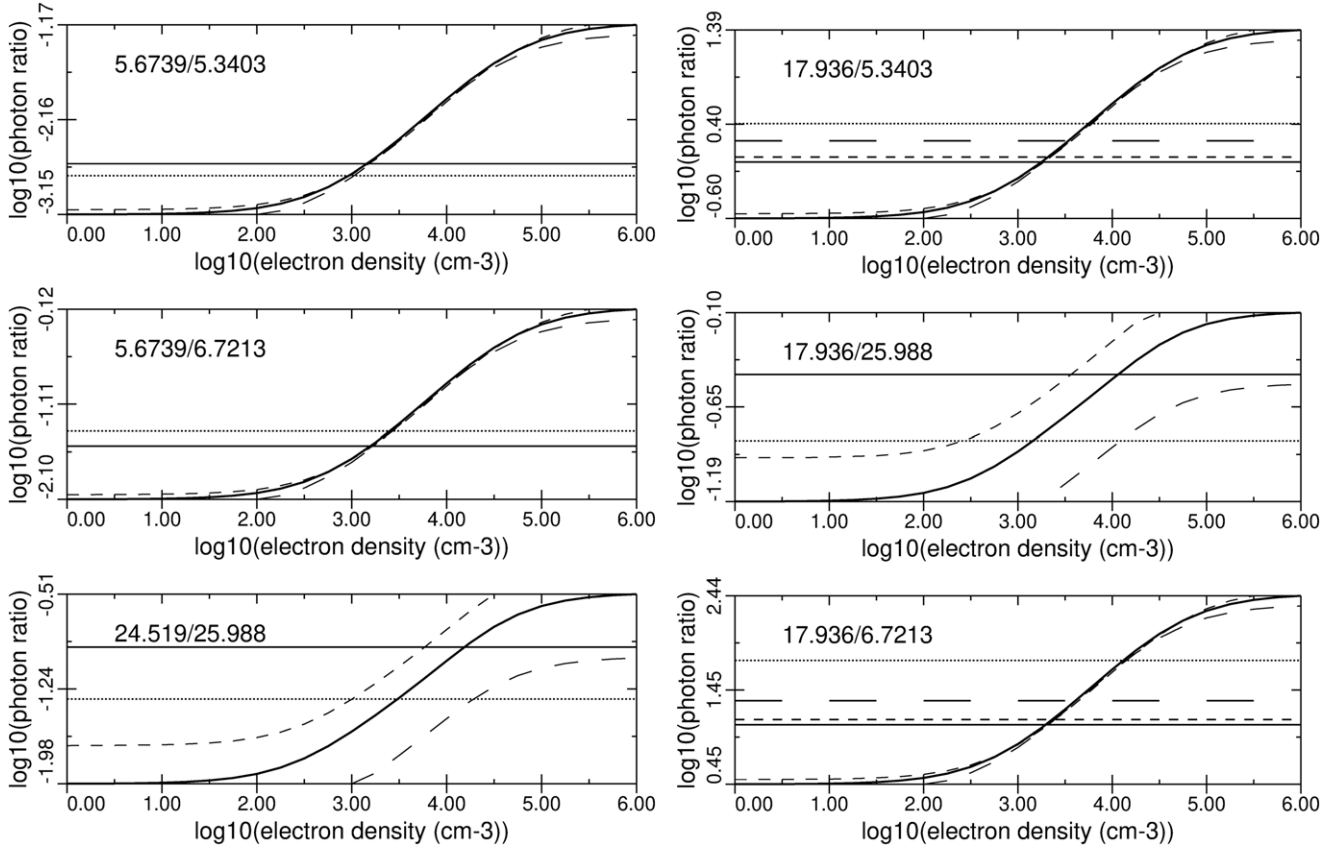 log10(photon ratio)
-1.17
-2.16
-3.15
5.6739/5.3403
0.00 1.00 2.00 3.00 4.00 5.00 6.00
log10(electron density (cm-3))
log10(photon ratio)
1.39
0.40
-0.60
17.936/5.3403
0.00 1.00 2.00 3.00 4.00 5.00 6.00
log10(electron density (cm-3))
log10(photon ratio)
-0.12
-1.11
-2.10
5.6739/6.7213
0.00 1.00 2.00 3.00 4.00 5.00 6.00
log10(electron density (cm-3))
log10(photon ratio)
-0.10
-0.65
-1.19
17.936/25.988
0.00 1.00 2.00 3.00 4.00 5.00 6.00
log10(electron density (cm-3))
log10(photon ratio)
-0.51
-1.24
-1.98
24.519/25.988
0.00 1.00 2.00 3.00 4.00 5.00 6.00
log10(electron density (cm-3))
log10(photon ratio)
2.44
1.45
0.45
17.936/6.7213
0.00 1.00 2.00 3.00 4.00 5.00 6.00
log10(electron density (cm-3))